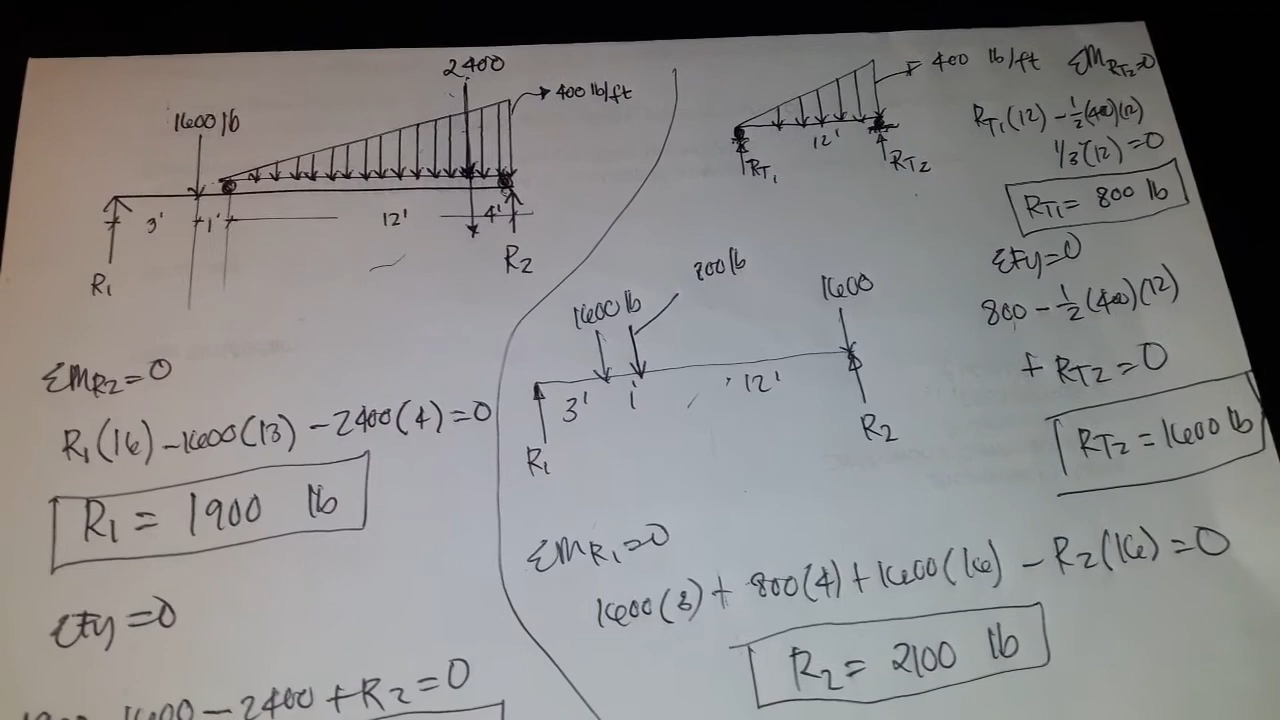 2400
400 lb/ft
1600 lb
3'
1'
12'
4'
R1
R2
ΣMR2=0
R1(16) - 1600(13) - 2400(4) = 0
R1 = 1900 lb
ΣFy=0
1600 - 2400 + R2 = 0
400 lb/ft
12'
RT1
RT2
ΣMRT2=0
RT1(12) - 1/2(400)(12)
1/3(12) = 0
RT1 = 800 lb
ΣFy=0
800 - 1/2(400)(12)
+ RT2 = 0
RT2 = 1600 lb
1600 lb
800 lb
1600
3'
1'
12'
R1
R2
ΣMR1=0
1600(3) + 800(4) + 1600(16) - R2(16) = 0
R2 = 2100 lb